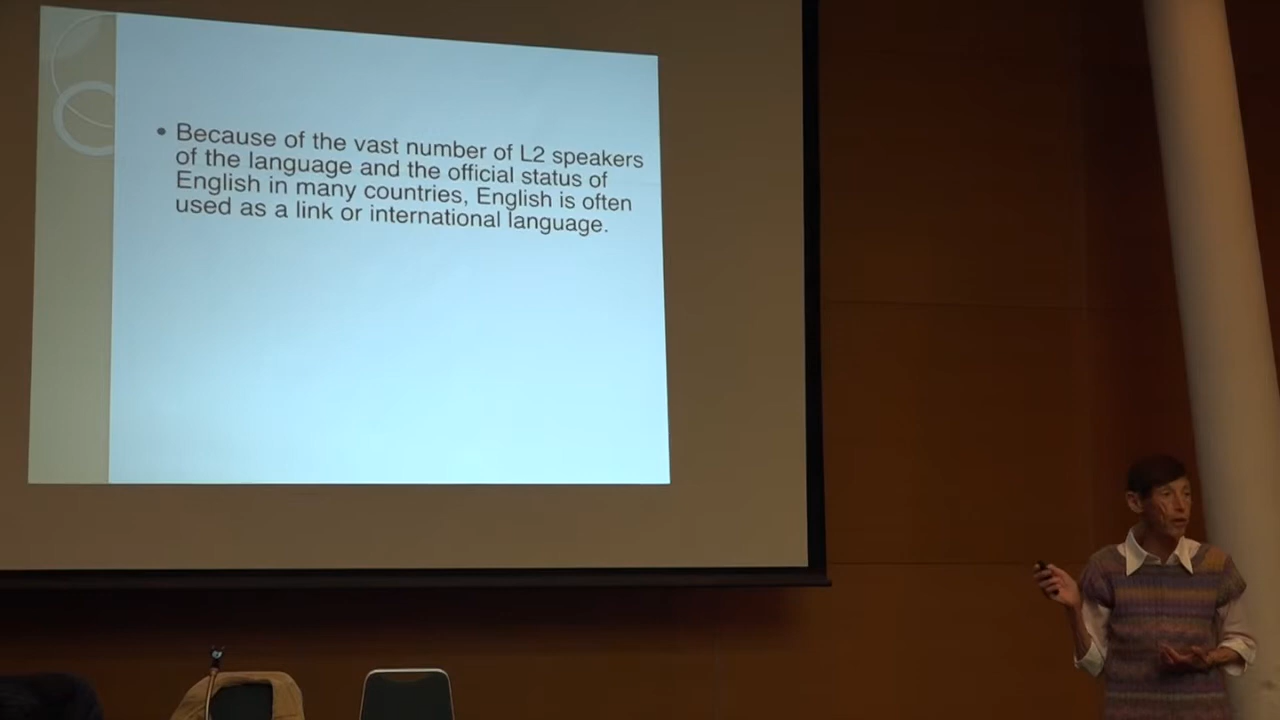 • Because of the vast number of L2 speakers
of the language and the official status of
English in many countries, English is often
used as a link or international language.